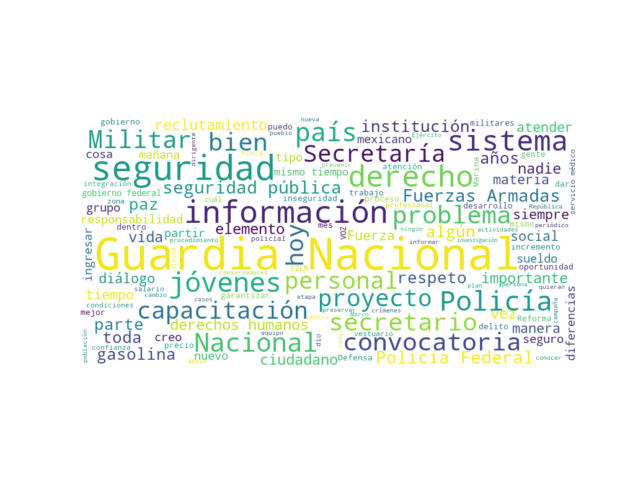 gobierno
reclutamiento
puedo
pueblo
nueva
Ejército
militares
institución
mexicano
atender
gente
Militar
bien
país
sistema
cosa
mañana
dirigente
tipo
Secretaría
años
nadie
seguridad
mismo tiempo
atención
derecho
Marina
materia
dar
servicio médico
integración
gobierno federal
seguridad pública
inseguridad
proceso
profesional
prevenir
trabajo
Fuerzas Armadas
zona
paz
cuál
grupo
información
problema
siempre
mismo
periódico
desarrollo
República
responsabilidad
dentro
elemento
mes
voz
Fuerza
algún
ningún
actividades
social
incremento
vida
partir
procedimiento
policial
hoy
informar
investigación
sueldo
oportunidad
ingresar
Guardia Nacional
diálogo
jóvenes
conservadores
EZLN
personal
respeto
plan
persona
importante
quieran
tiempo
salario
cambio
casos
garantizar
etapa
proyecto
Policía
condiciones
mejor
capacitación
preservar
Marco
crímenes
secretario
vez
Reforma
campaña
parte
derechos humanos
equipo
vestuario
delito
manera
diferencias
toda
creo
Nacional
dio
convocatoria
seguro
población
confianza
precio
gasolina
nuevo
ciudadano
Defensa
Policía Federal
conocer